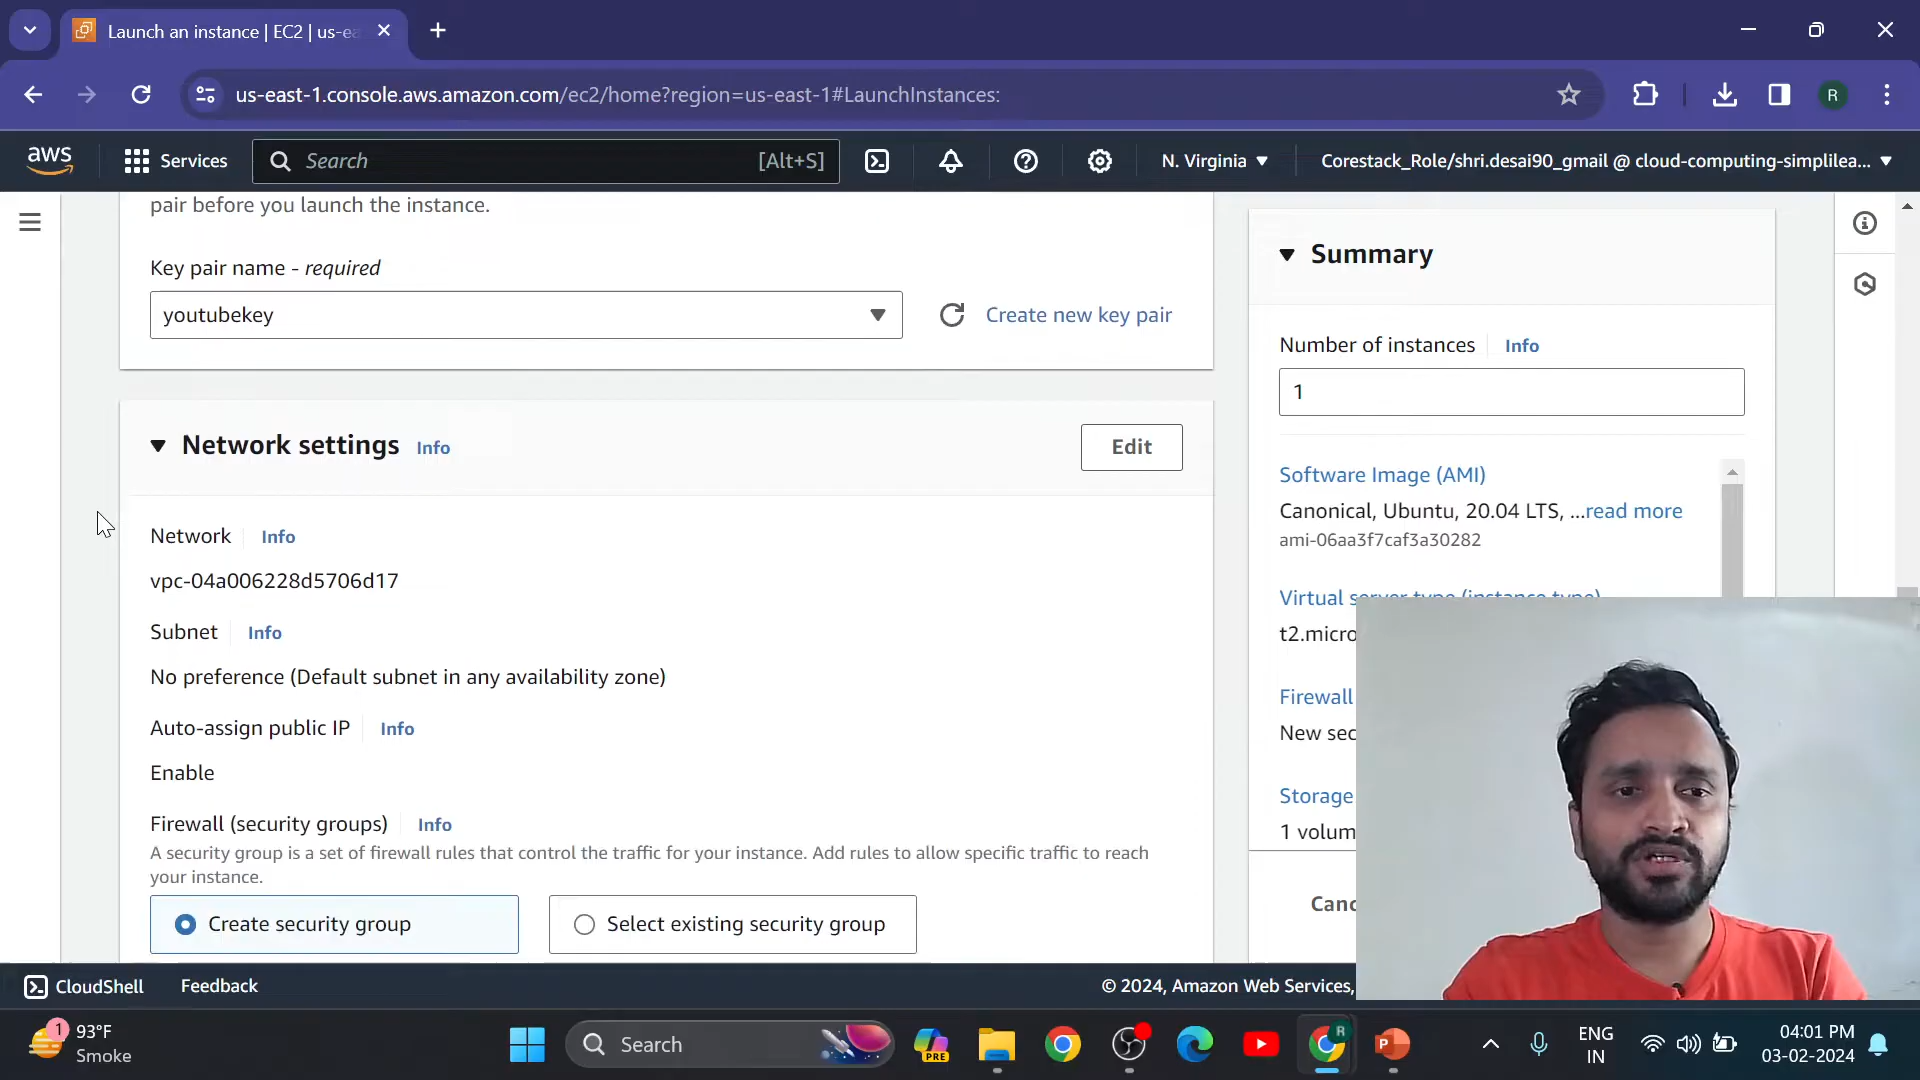 Launch an instance | EC2 | us-ea
us-east-1.console.aws.amazon.com/ec2/home?region=us-east-1#LaunchInstances:
R
aws
Services
Search
[Alt+S]
N. Virginia
Corestack_Role/shri.desai90_gmail @ cloud-computing-simplilea...
pair before you launch the instance.
Key pair name - required
youtubekey
Create new key pair
Network settings Info
Edit
Network Info
vpc-04a006228d5706d17
Subnet Info
No preference (Default subnet in any availability zone)
Auto-assign public IP Info
Enable
Firewall (security groups) Info
A security group is a set of firewall rules that control the traffic for your instance. Add rules to allow specific traffic to reach
your instance.
Create security group
Select existing security group
Summary
Number of instances Info
1
Software Image (AMI)
Canonical, Ubuntu, 20.04 LTS, ...read more
ami-06aa3f7caf3a30282
Virtual server type (instance type)
t2.micro
Firewall
New sec
Storage
1 volum
Canc
CloudShell
Feedback
© 2024, Amazon Web Services,
1
93°F
Smoke
Search
PRE
R
P
ENG
IN
04:01 PM
03-02-2024